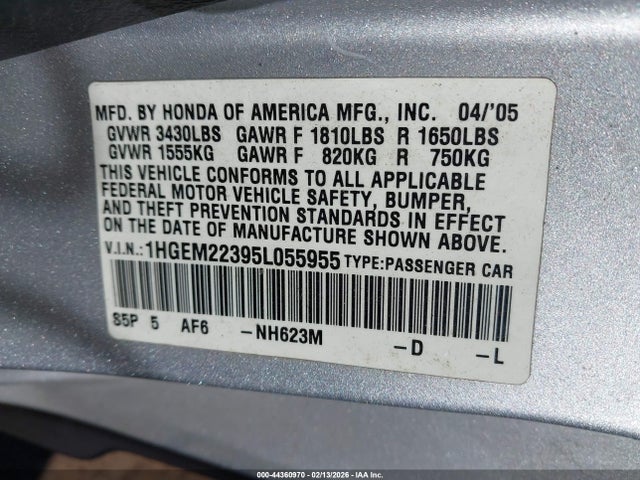 MFD. BY HONDA OF AMERICA MFG., INC. 04/'05
GVWR 3430LBS GAWR F 1810LBS R 1650LBS
GVWR 1555KG GAWR F 820KG R 750KG
THIS VEHICLE CONFORMS TO ALL APPLICABLE
FEDERAL MOTOR VEHICLE SAFETY, BUMPER,
AND THEFT PREVENTION STANDARDS IN EFFECT
ON THE DATE OF MANUFACTURE SHOWN ABOVE.
V.I.N.:1HGEM22395L055955 TYPE:PASSENGER CAR
S5P 5 AF6 -NH623M -D -L
000-44360970 - 02/13/2026 - IAA Inc.